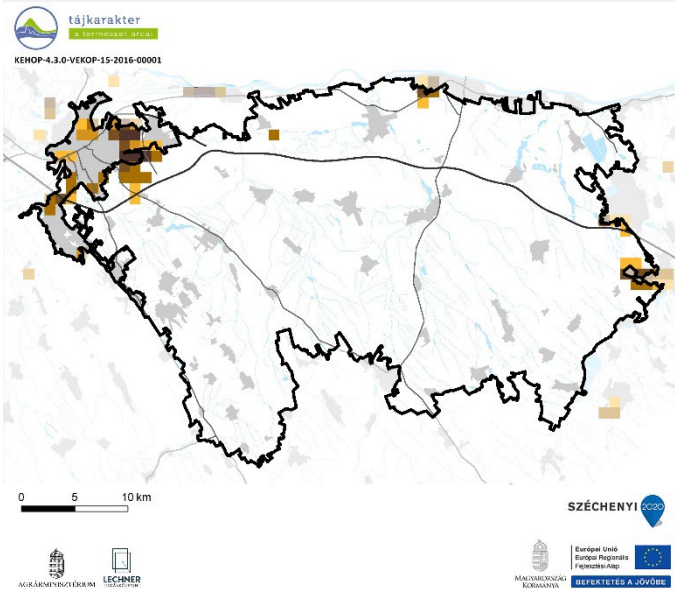 tájkarakter
a természet arcai
KEHOP-4.3.0-VEKOP-15-2016-00001
0 5 10 km
SZÉCHENYI 2020
AGRÁRMINISZTÉRIUM
LECHNER
TUDÁSKÖZPONT
MAGYARORSZÁG
KORMÁNYA
Európai Unió
Európai Regionális
Fejlesztési Alap
BEFEKTETÉS A JÖVŐBE